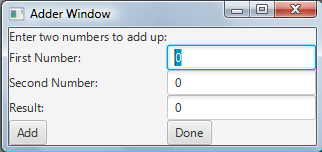 Adder Window
Enter two numbers to add up:
First Number: 0
Second Number: 0
Result: 0
Add Done